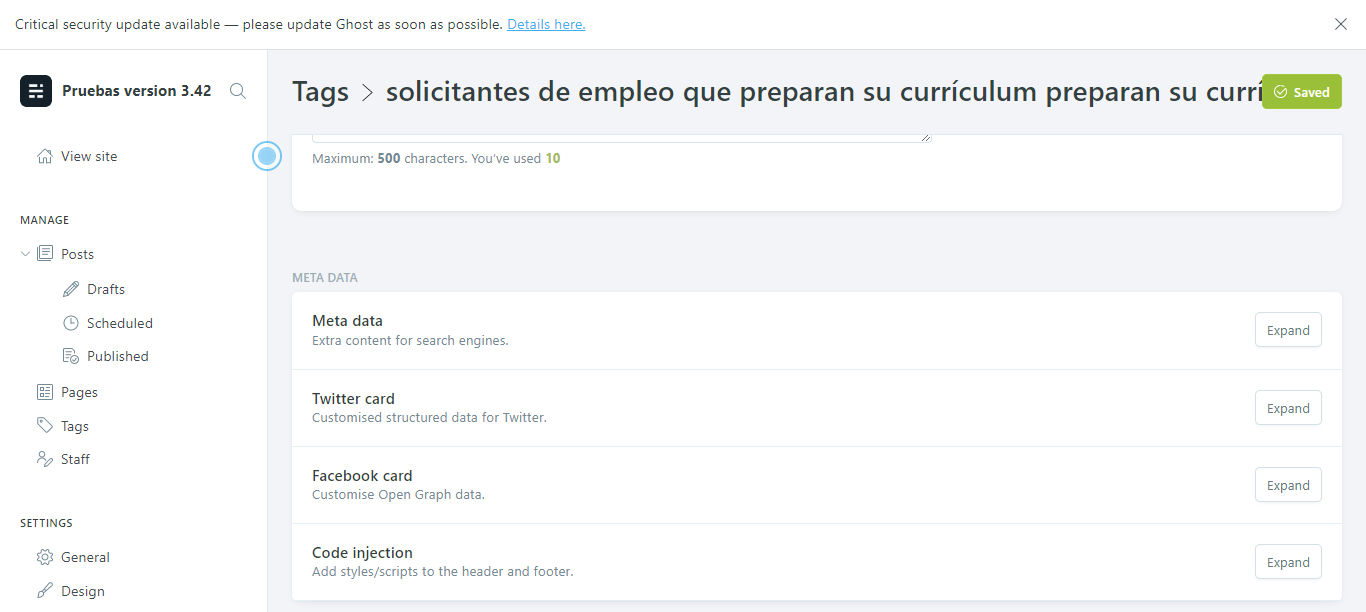 Critical security update available — please update Ghost as soon as possible. Details here.
Pruebas version 3.42
View site
MANAGE
Posts
Drafts
Scheduled
Published
Pages
Tags
Staff
SETTINGS
General
Design
Tags > solicitantes de empleo que preparan su currículum preparan su currí
Saved
Maximum: 500 characters. You've used 10
META DATA
Meta data
Extra content for search engines.
Expand
Twitter card
Customised structured data for Twitter.
Expand
Facebook card
Customise Open Graph data.
Expand
Code injection
Add styles/scripts to the header and footer.
Expand